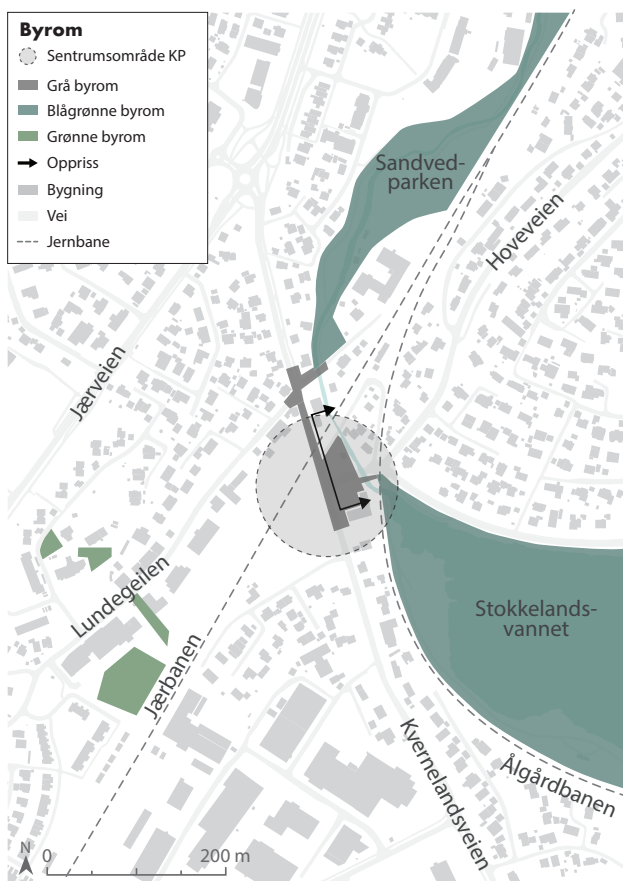 Byrom
Sentrumsområde KP
Grå byrom
Blågrønne byrom
Grønne byrom
Oppriss
Bygning
Vei
Jernbane
Sandved-
parken
Hoveveien
Jærveien
Lundegeilen
Jærbanen
Stokkelands-
vannet
Kvernelandsveien
Ålgårdbanen
N
0
200 m